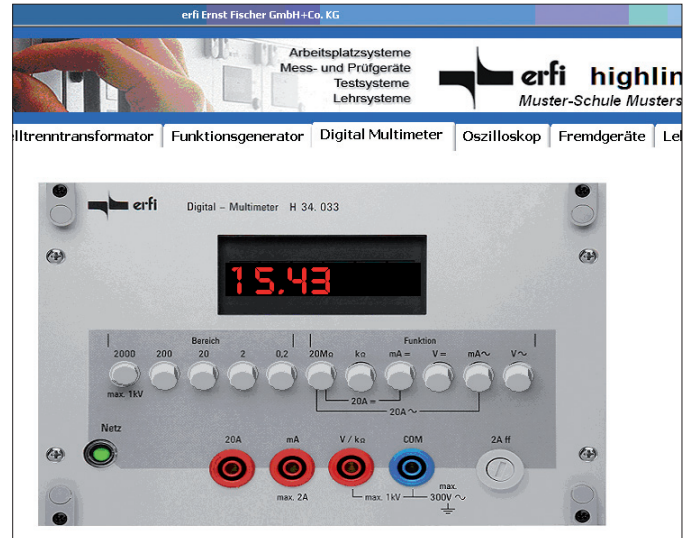 erfi Ernst Fischer GmbH+Co. KG
Arbeitsplatzsysteme
Mess- und Prüfgeräte
Testsysteme
Lehrsysteme
erfi highlin
Muster-Schule Musters
lltrenntransformator Funktionsgenerator Digital Multimeter Oszilloskop Fremdgeräte Le
erfi Digital – Multimeter H 34. 033
15.43
Bereich Funktion
2000 200 20 2 0,2 20MΩ kΩ mA= V= mA~ V~
max. 1kV
20A =
20A ~
Netz
20A mA V / kΩ COM 2A ff
max. 2A max. 1kV 300V ~
max.